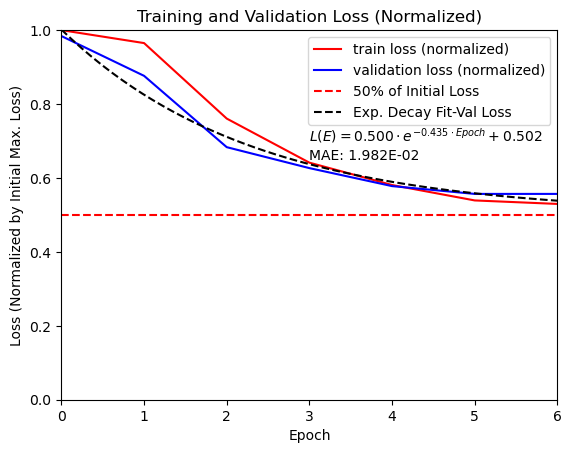 Training and Validation Loss (Normalized)
Loss (Normalized by Initial Max. Loss)
1.0
0.8
0.6
0.4
0.2
0.0
train loss (normalized)
validation loss (normalized)
50% of Initial Loss
Exp. Decay Fit-Val Loss
L(E) = 0.500 · e^{-0.435 · Epoch} + 0.502
MAE: 1.982E-02
0 1 2 3 4 5 6
Epoch